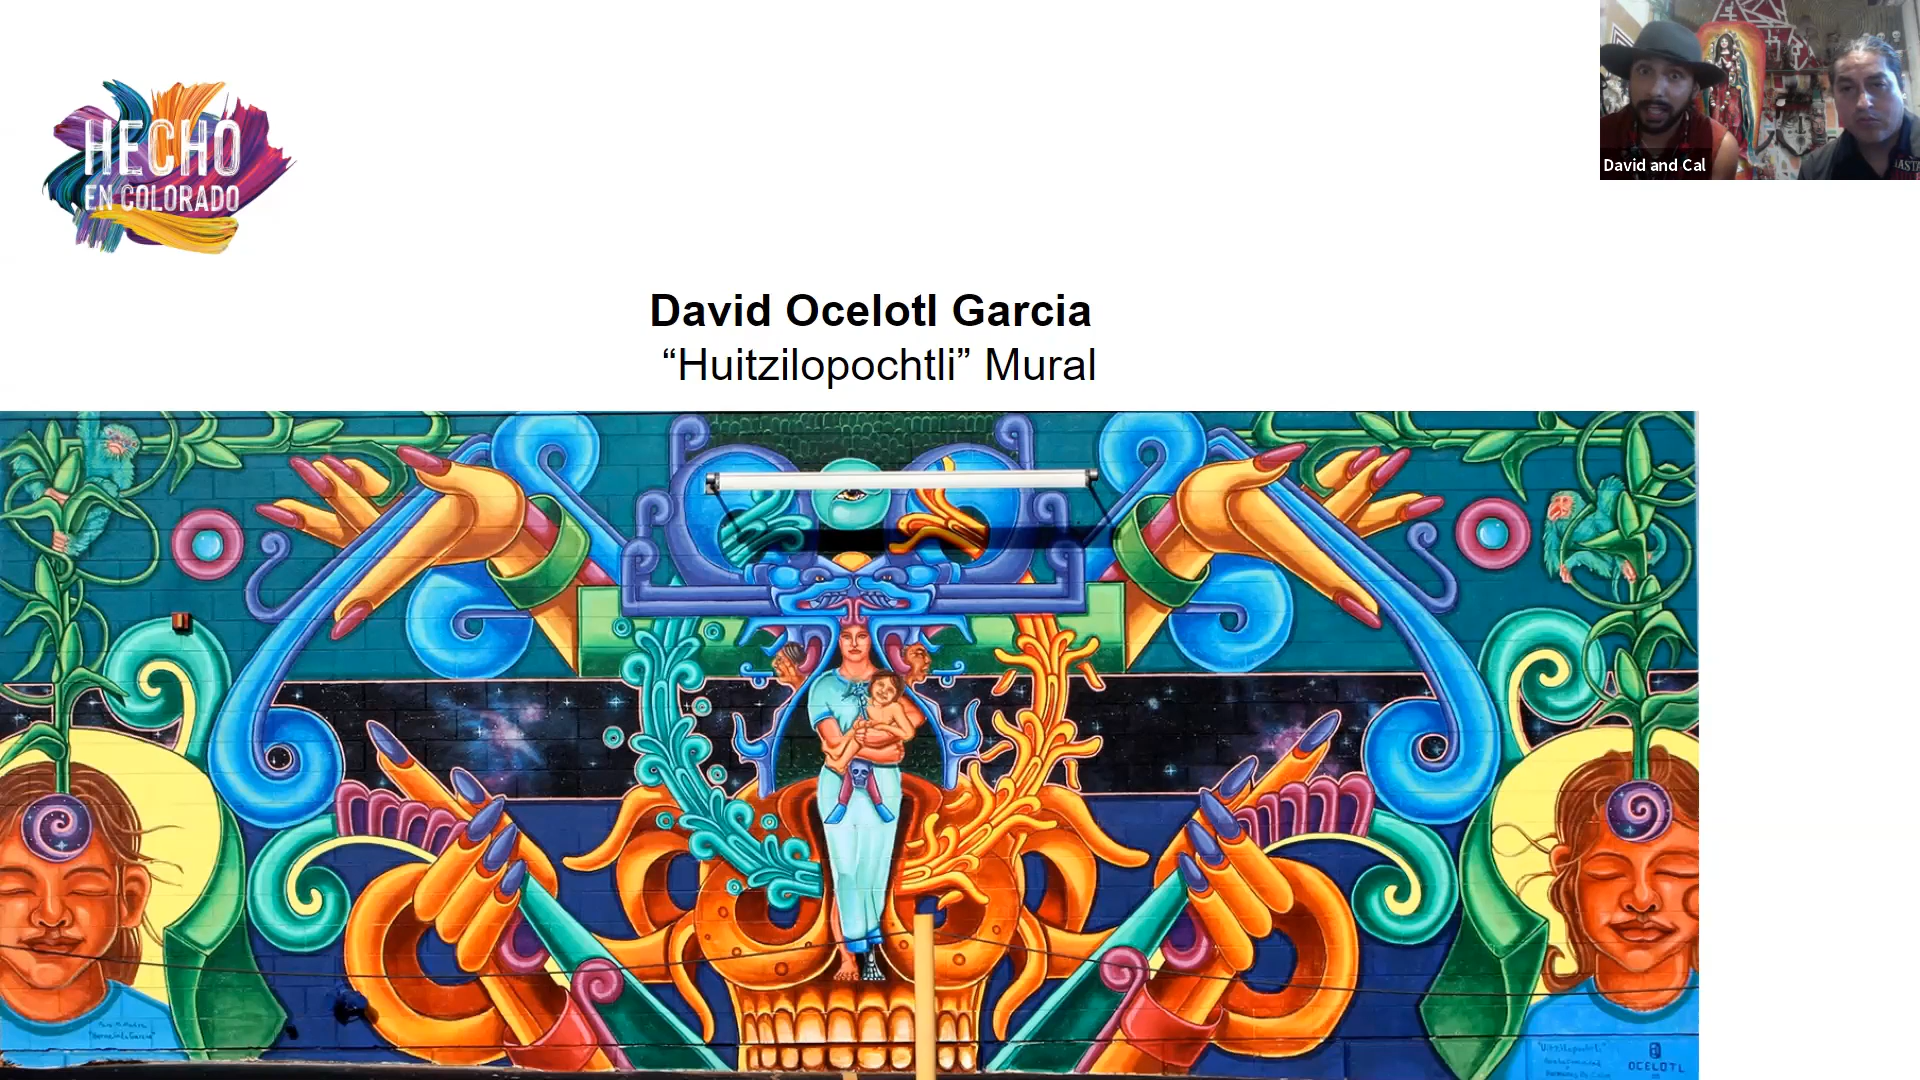 HECHO
EN COLORADO
David and Cal
David Ocelotl Garcia
“Huitzilopochtli” Mural
OCELOTL